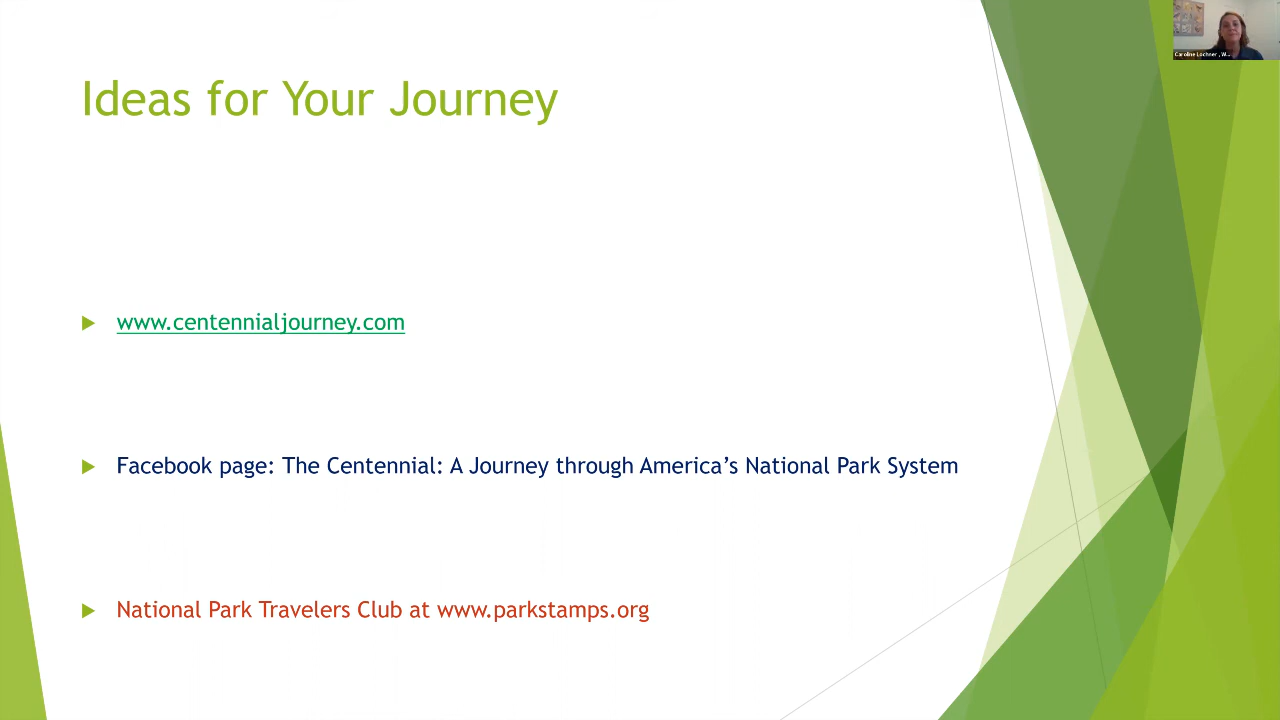 Ideas for Your Journey
www.centennialjourney.com
Facebook page: The Centennial: A Journey through America’s National Park System
National Park Travelers Club at www.parkstamps.org
Caroline Lochner , W...